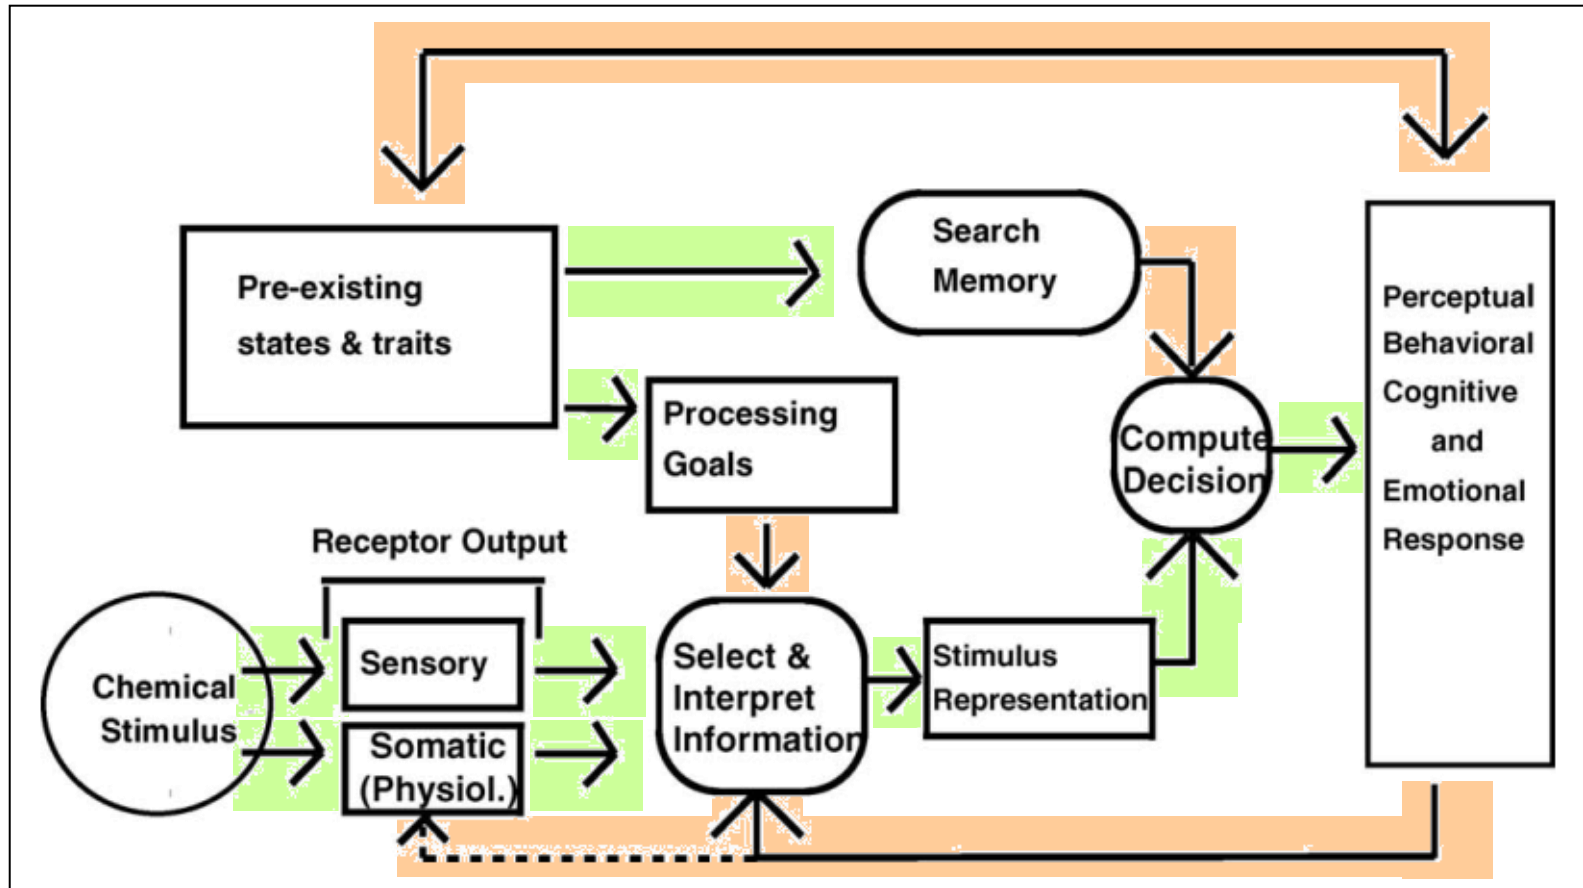 Pre-existing
states & traits
Search
Memory
Processing
Goals
Compute
Decision
Perceptual
Behavioral
Cognitive
and
Emotional
Response
Receptor Output
Chemical
Stimulus
Sensory
Somatic
(Physiol.)
Select &
Interpret
Information
Stimulus
Representation